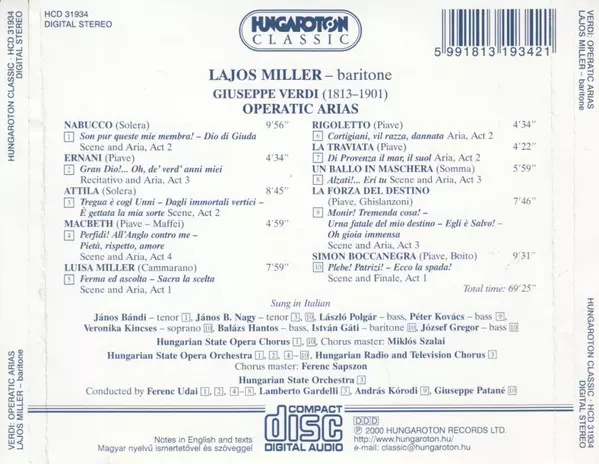 HCD 31934
DIGITAL STEREO
HUNGAROTON
CLASSIC
5 991813 193421
LAJOS MILLER – baritone
GIUSEPPE VERDI (1813–1901)
OPERATIC ARIAS
NABUCCO (Solera) 9'56"
1 Son pur queste mie membra! – Dio di Giuda
Scene and Aria, Act 2
ERNANI (Piave) 4'34"
2 Gran Dio!... Oh, de' verd' anni miei
Recitativo and Aria, Act 3
ATTILA (Solera) 8'45"
3 Tregua è cogl Unni – Dagli immortali vertici –
È gettata la mia sorte Scene, Act 2
MACBETH (Piave – Maffei) 4'59"
4 Perfidi! All'Anglo contro me –
Pietà, rispetto, amore
Scene and Aria, Act 4
LUISA MILLER (Cammarano) 7'59"
5 Ferma ed ascolta – Sacra la scelta
Scene and Aria, Act 1
RIGOLETTO (Piave) 4'34"
6 Cortigiani, vil razza, dannata Aria, Act 2
LA TRAVIATA (Piave) 4'22"
7 Di Provenza il mar, il suol Aria, Act 2
UN BALLO IN MASCHERA (Somma) 5'59"
8 Alzati!... Eri tu Scene and Aria, Act 3
LA FORZA DEL DESTINO
(Piave, Ghislanzoni) 7'46"
9 Monir! Tremenda cosa! –
Urna fatale del mio destino – Egli è Salvo! –
Oh gioia immensa
Scene and Aria, Act 3
SIMON BOCCANEGRA (Piave, Boito) 9'31"
10 Plebe! Patrizi! – Ecco la spada!
Scene and Finale, Act 1
Total time: 69'25"
Sung in Italian
János Bándi – tenor 1, János B. Nagy – tenor 3, 10, László Polgár – bass, Péter Kovács – bass 9,
Veronika Kincses – soprano 10, Balázs Hantos – bass, István Gáti – baritone 10, József Gregor – bass 10
Hungarian State Opera Chorus 1, 10, Chorus master: Miklós Szalai
Hungarian State Opera Orchestra 1, 2, 4–10, Hungarian Radio and Television Chorus 3
Chorus master: Ferenc Sapszon
Hungarian State Orchestra 3
Conducted by Ferenc Udai 1, 2, 4–8, Lamberto Gardelli 3, András Kórodi 9, Giuseppe Patané 10
Notes in English and texts
Magyar nyelvű ismertetővel és szöveggel
COMPACT
disc
DIGITAL AUDIO
DDD
℗ © 2000 HUNGAROTON RECORDS LTD.
http://www.hungaroton.hu/
e-mail: classic@hungaroton.hu
HUNGAROTON CLASSIC · HCD 31934
DIGITAL STEREO
VERDI: OPERATIC ARIAS
LAJOS MILLER – baritone
VERDI: OPERATIC ARIAS
LAJOS MILLER – baritone
HUNGAROTON CLASSIC · HCD 31934
DIGITAL STEREO